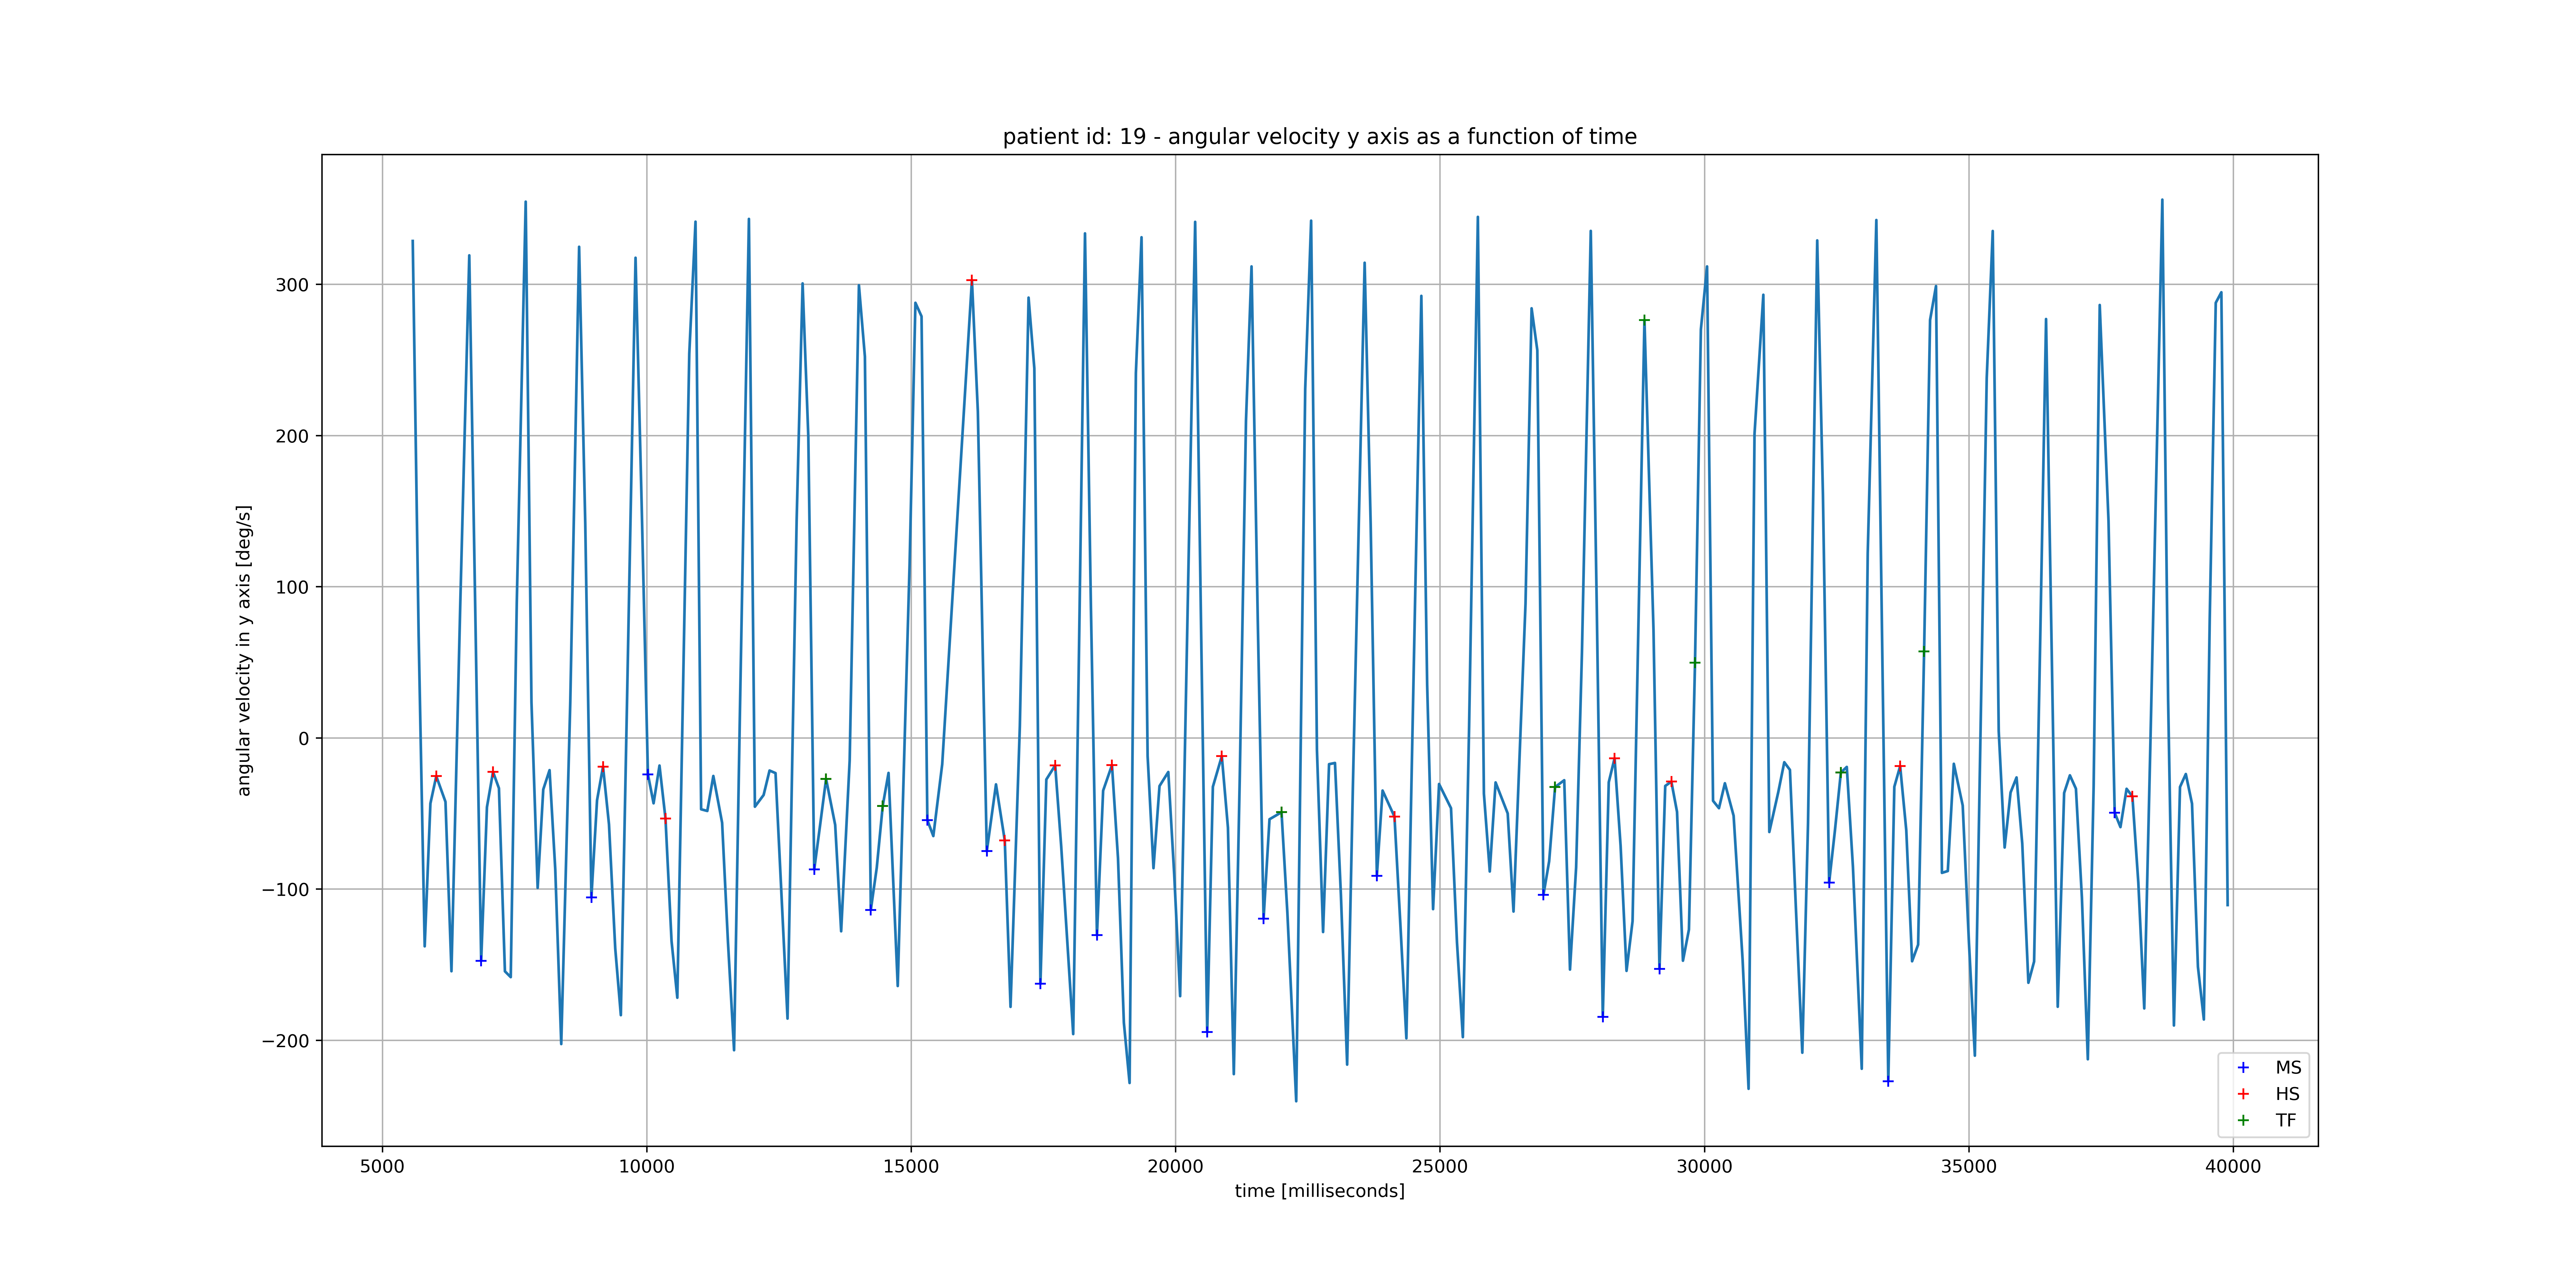 patient id: 19 - angular velocity y axis as a function of time
angular velocity in y axis [deg/s]
300
200
100
0
−100
−200
5000
10000
15000
20000
25000
30000
35000
40000
time [milliseconds]
MS
HS
TF